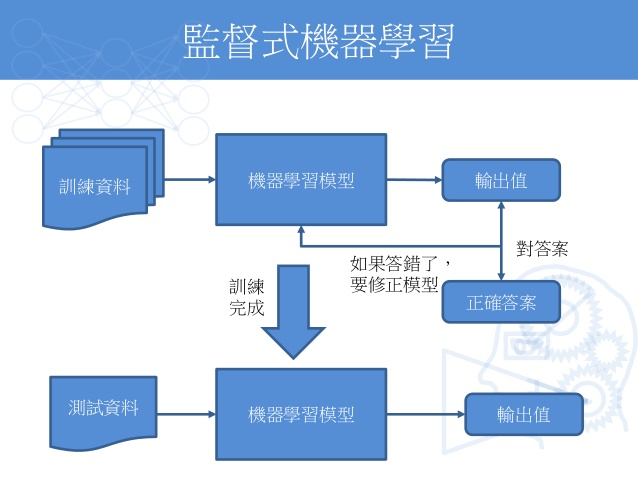 監督式機器學習
訓練資料
機器學習模型
輸出值
對答案
如果答錯了，
要修正模型
正確答案
訓練
完成
測試資料
機器學習模型
輸出值